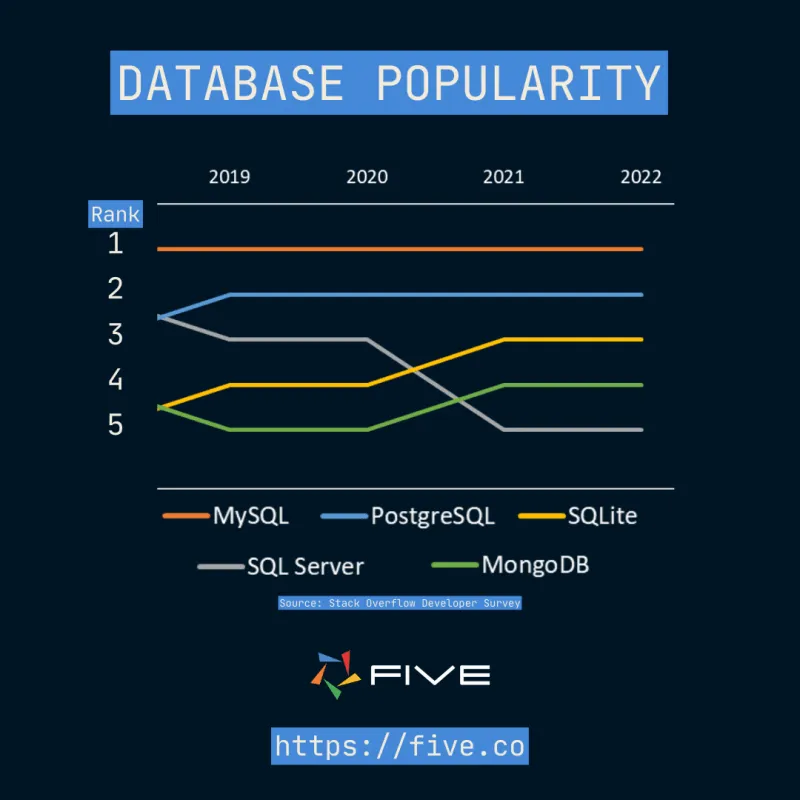 DATABASE POPULARITY
2019 2020 2021 2022
Rank
1
2
3
4
5
MySQL PostgreSQL SQLite
SQL Server MongoDB
Source: Stack Overflow Developer Survey
FIVE
https://five.co